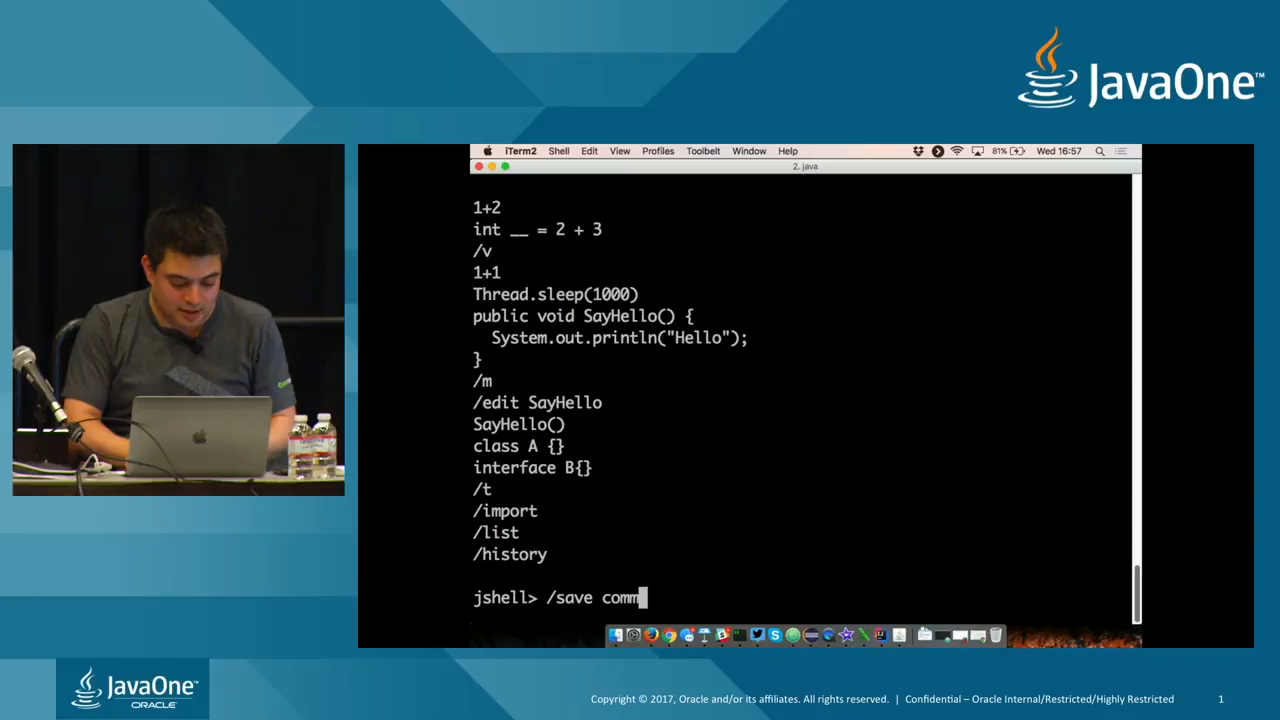 JavaOne™
iTerm2 Shell Edit View Profiles Toolbelt Window Help
81% Wed 16:57
2. java
1+2
int __ = 2 + 3
/v
1+1
Thread.sleep(1000)
public void SayHello() {
System.out.println("Hello");
}
/m
/edit SayHello
SayHello()
class A {}
interface B{}
/t
/import
/list
/history
jshell> /save comm
JavaOne™
ORACLE
Copyright © 2017, Oracle and/or its affiliates. All rights reserved. | Confidential – Oracle Internal/Restricted/Highly Restricted 1